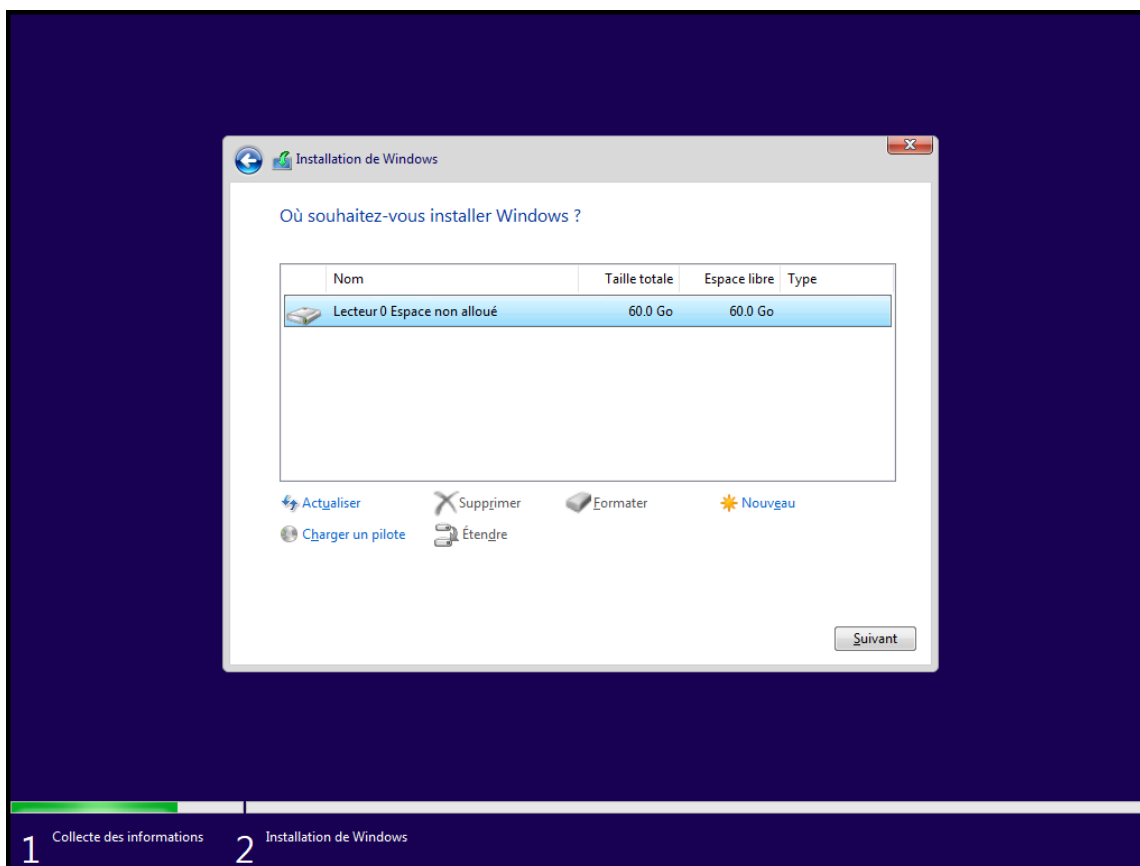 Installation de Windows
Où souhaitez-vous installer Windows ?
Nom Taille totale Espace libre Type
Lecteur 0 Espace non alloué 60.0 Go 60.0 Go
Actualiser Supprimer Formater Nouveau
Charger un pilote Étendre
Suivant
1 Collecte des informations 2 Installation de Windows